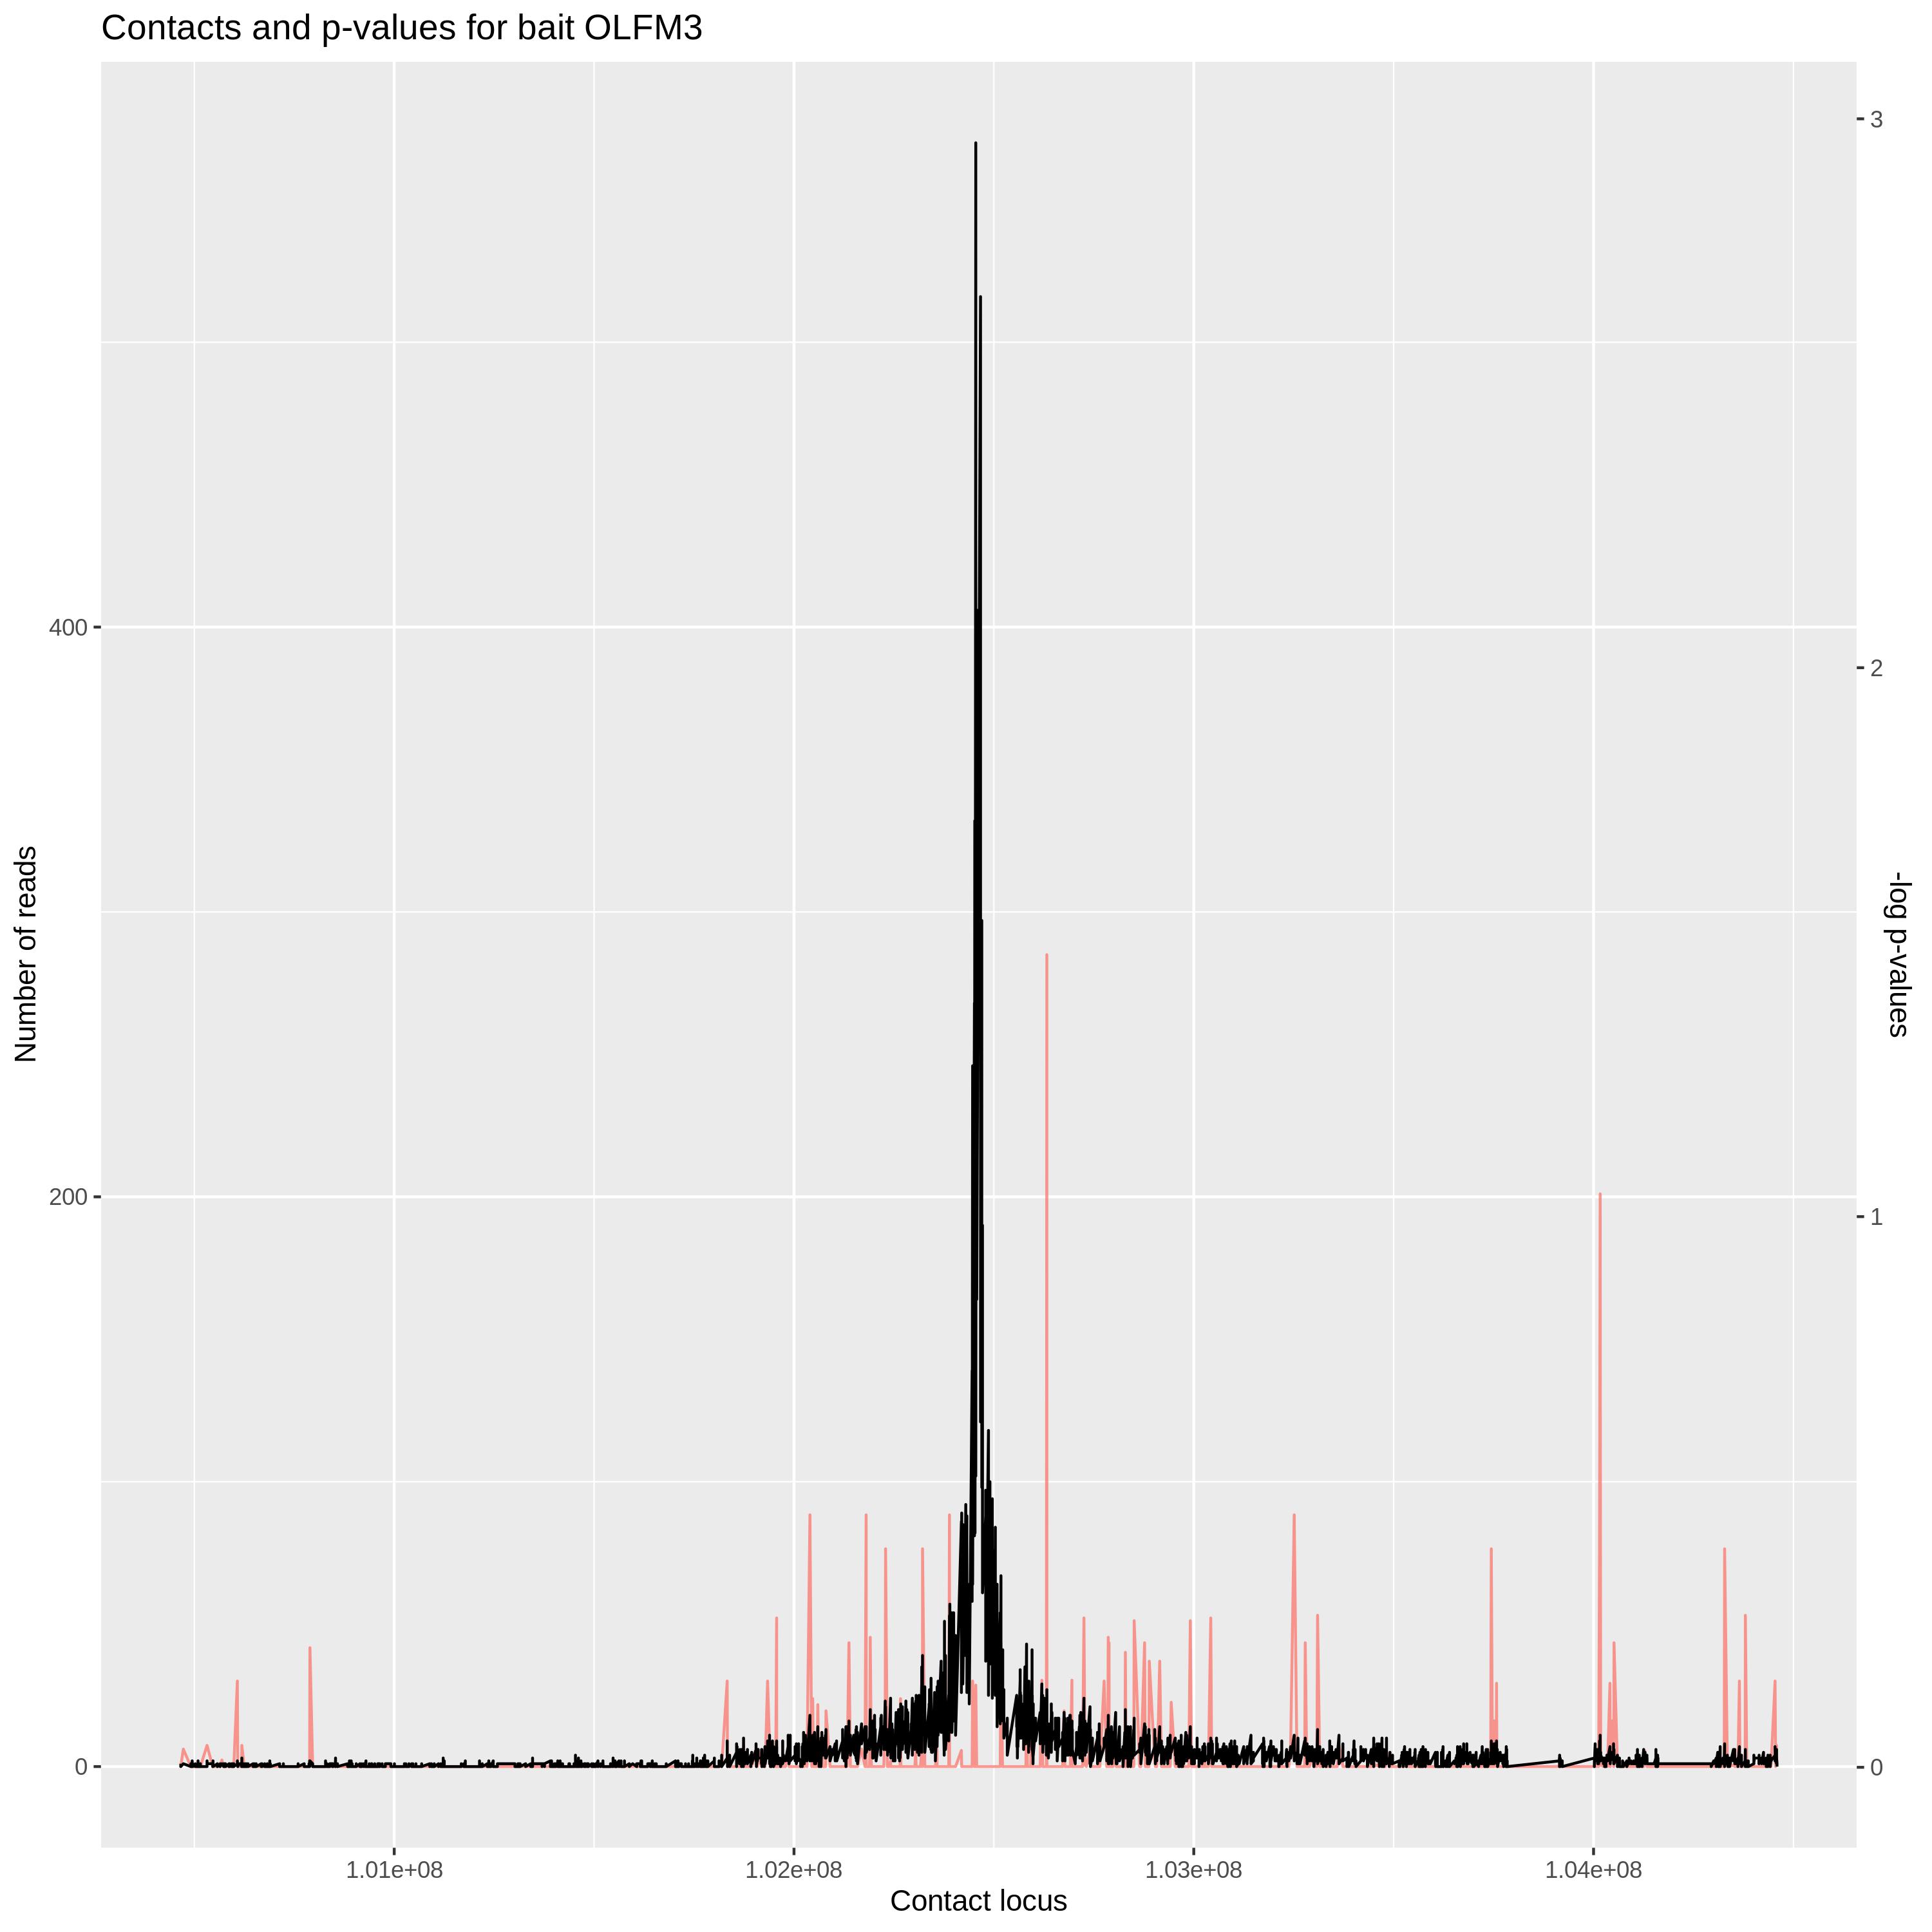 Contacts and p-values for bait OLFM3
3
400
2
Number of reads
-log p-values
200
1
0
0
1.01e+08
1.02e+08
1.03e+08
1.04e+08
Contact locus